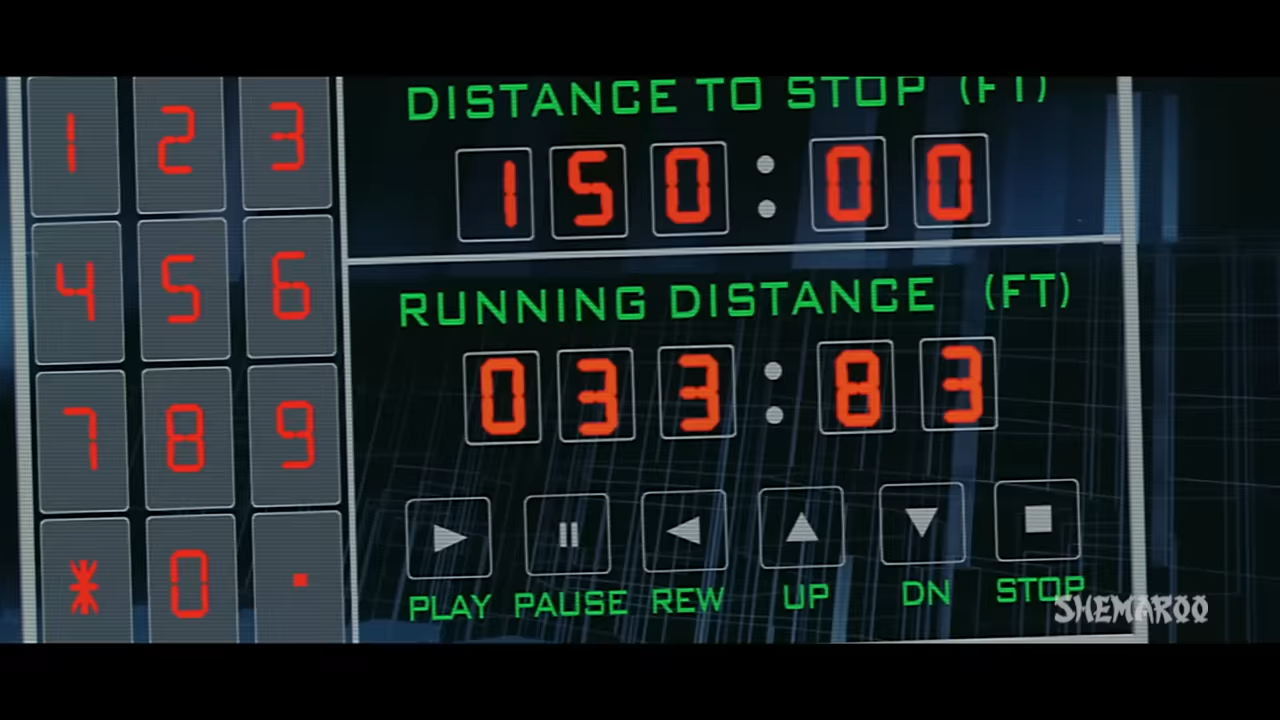 1 2 3
4 5 6
7 8 9
* 0 .
DISTANCE TO STOP (FT)
150:00
RUNNING DISTANCE (FT)
033:83
PLAY PAUSE REW UP DN STOP
SHEMAROO